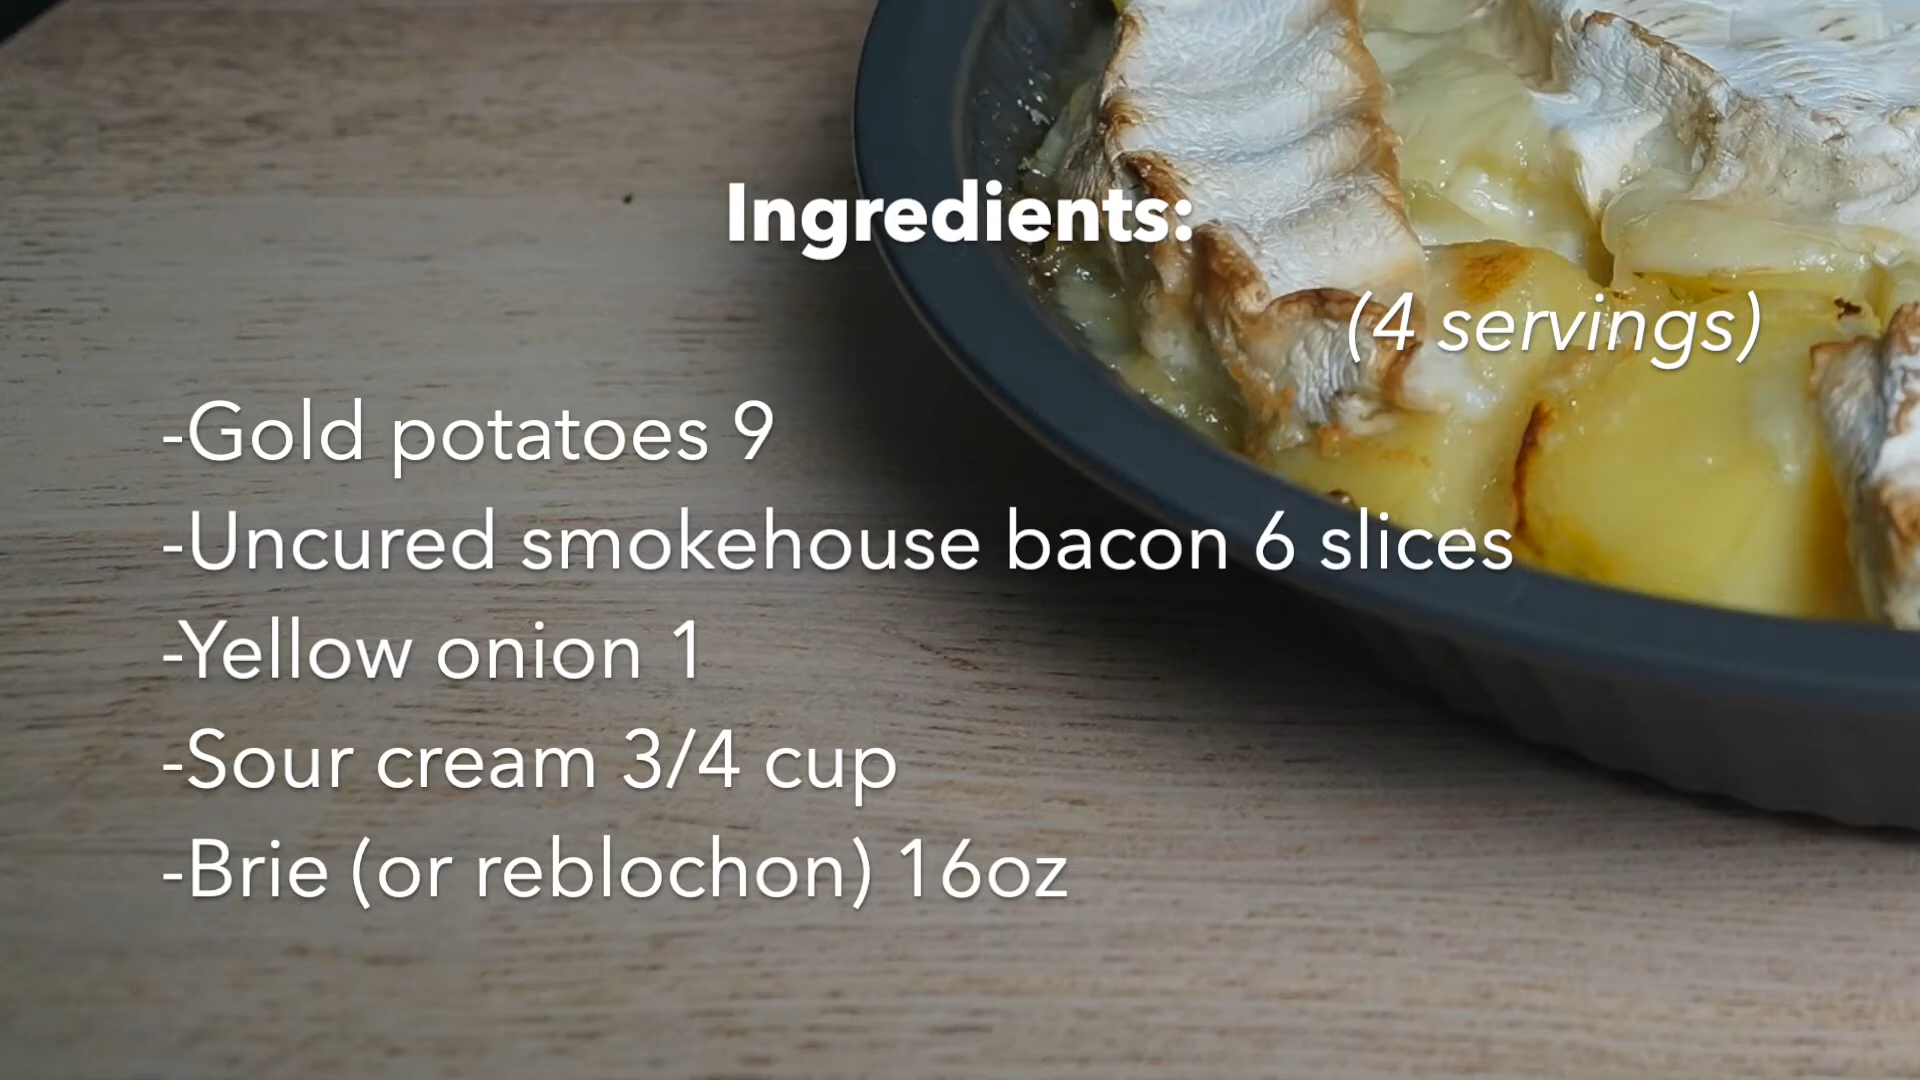 Ingredients:
(4 servings)
-Gold potatoes 9
-Uncured smokehouse bacon 6 slices
-Yellow onion 1
-Sour cream 3/4 cup
-Brie (or reblochon) 16oz